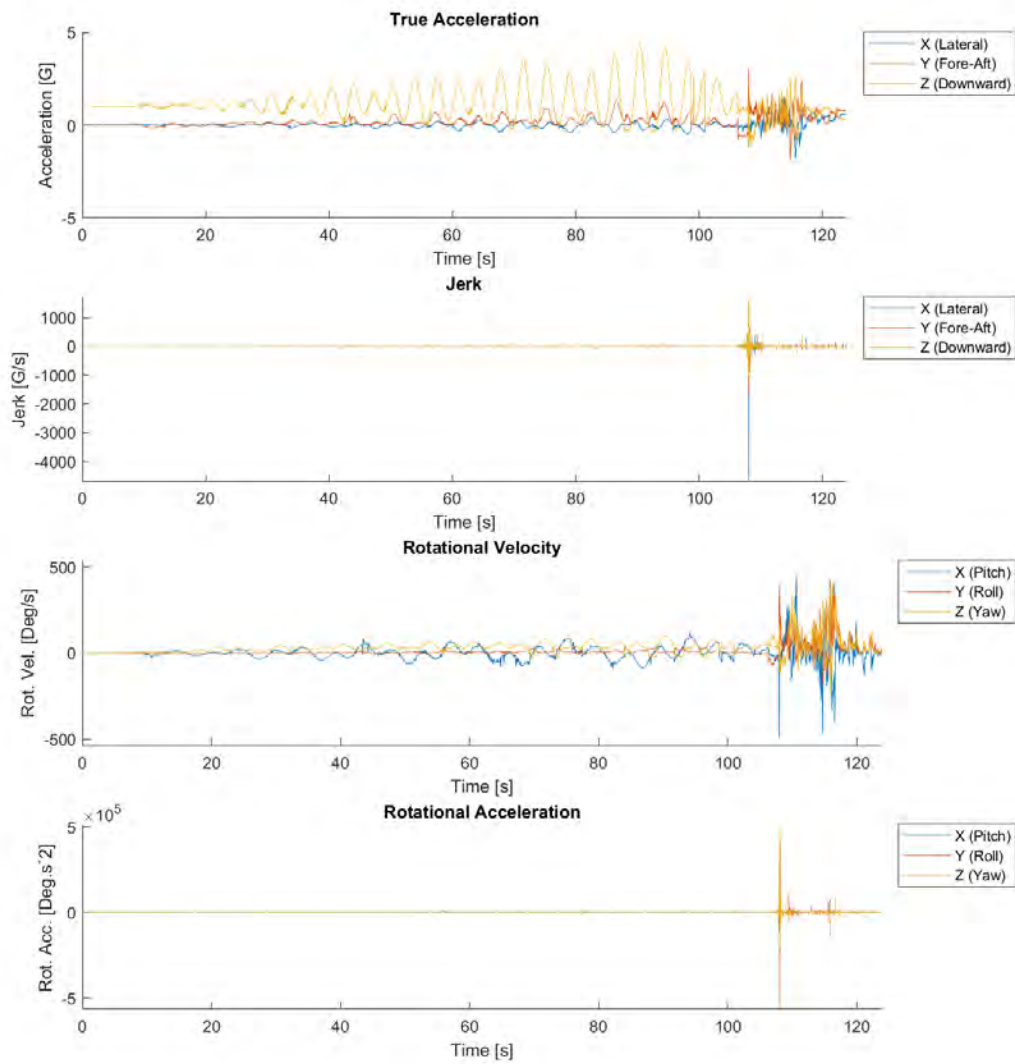 True Acceleration
5
0
-5
Acceleration [G]
0 20 40 60 80 100 120
Time [s]
X (Lateral)
Y (Fore-Aft)
Z (Downward)
Jerk
1000
0
-1000
-2000
-3000
-4000
Jerk [G/s]
0 20 40 60 80 100 120
Time [s]
X (Lateral)
Y (Fore-Aft)
Z (Downward)
Rotational Velocity
500
0
-500
Rot. Vel. [Deg/s]
0 20 40 60 80 100 120
Time [s]
X (Pitch)
Y (Roll)
Z (Yaw)
Rotational Acceleration
×10⁵
5
0
-5
Rot. Acc. [Deg.s^2]
0 20 40 60 80 100 120
Time [s]
X (Pitch)
Y (Roll)
Z (Yaw)